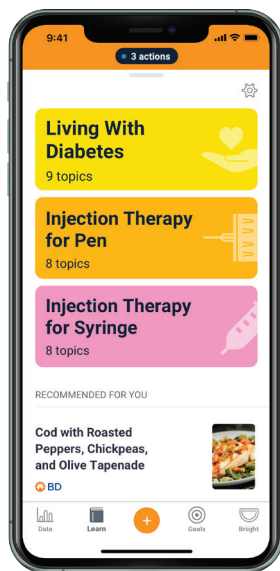 9:41
3 actions
Living With
Diabetes
9 topics
Injection Therapy
for Pen
8 topics
Injection Therapy
for Syringe
8 topics
RECOMMENDED FOR YOU
Cod with Roasted
Peppers, Chickpeas,
and Olive Tapenade
BD
Data Learn + Goals Bright